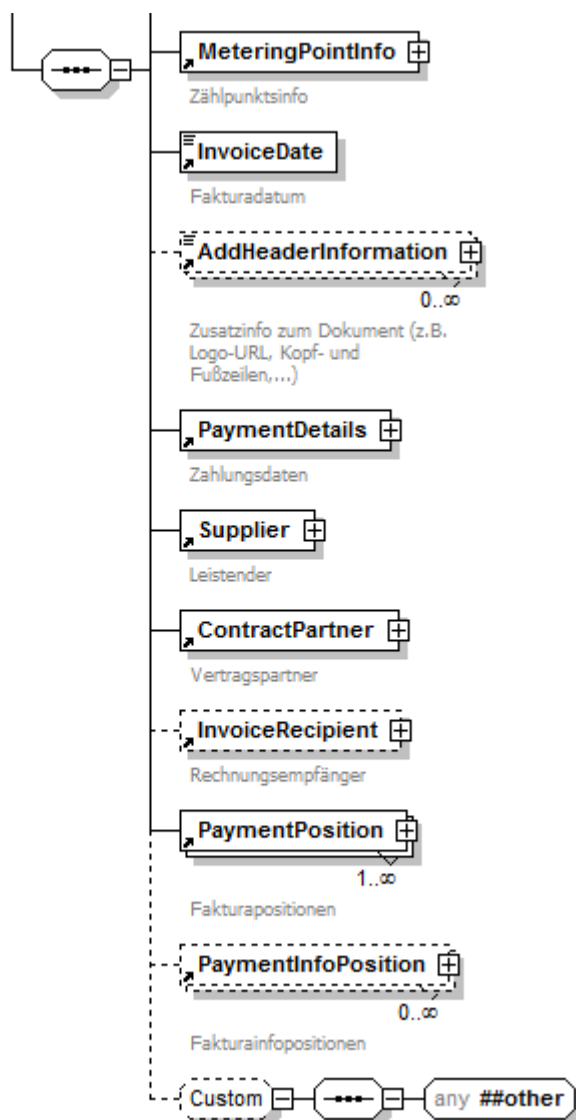 MeteringPointInfo
Zählpunktsinfo
InvoiceDate
Fakturadatum
AddHeaderInformation
0..∞
Zusatzinfo zum Dokument (z.B.
Logo-URL, Kopf- und
Fußzeilen,...)
PaymentDetails
Zahlungsdaten
Supplier
Leistender
ContractPartner
Vertragspartner
InvoiceRecipient
Rechnungsempfänger
PaymentPosition
1..∞
Fakturapositionen
PaymentInfoPosition
0..∞
Fakturainfopositionen
Custom any ##other